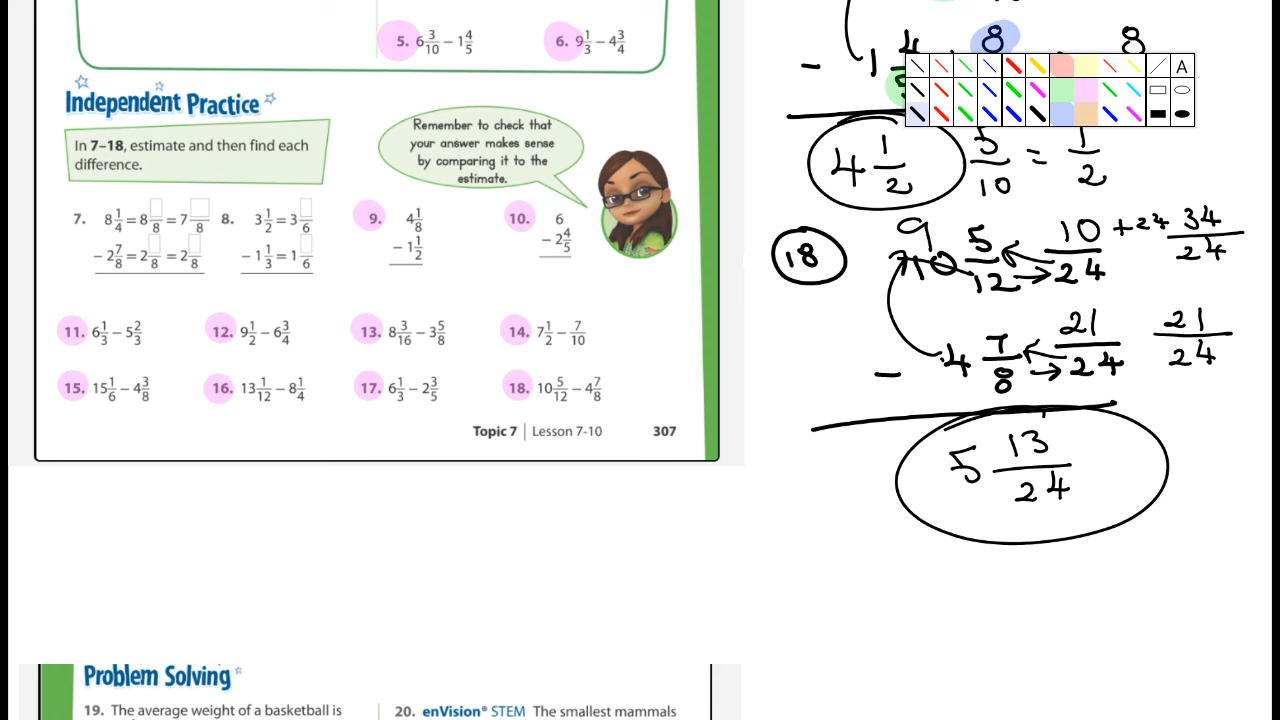 5. 6 3/10 − 1 4/5
6. 9 1/3 − 4 3/4
Independent Practice
In 7–18, estimate and then find each
difference.
Remember to check that
your answer makes sense
by comparing it to the
estimate.
7. 8 1/4 = 8 □/8 = 7 □/8
− 2 7/8 = 2 □/8 = 2 □/8
8. 3 1/2 = 3 □/6
− 1 1/3 = 1 □/6
9. 4 1/8
− 1 1/2
10. 6
− 2 4/5
11. 6 1/3 − 5 2/3
12. 9 1/2 − 6 3/4
13. 8 3/16 − 3 5/8
14. 7 1/2 − 7/10
15. 15 1/6 − 4 3/8
16. 13 1/12 − 8 1/4
17. 6 1/3 − 2 3/5
18. 10 5/12 − 4 7/8
Topic 7 | Lesson 7-10 307
Problem Solving
19. The average weight of a basketball is
20. enVision® STEM The smallest mammals
− 1 4 8 8
A
4 1/2 5/10 = 1/2
18 9 10 5/12 10/24 +24 34/24
− 4 7/8 21/24 21/24
5 13/24